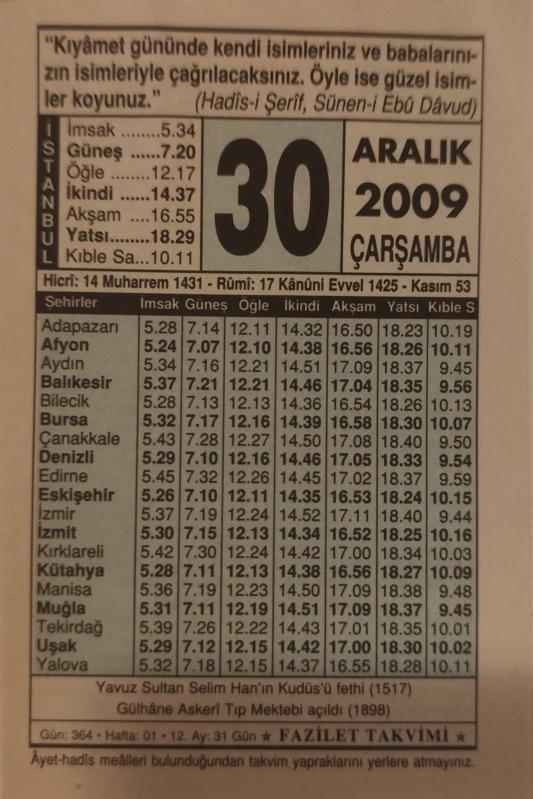 “Kıyâmet gününde kendi isimleriniz ve babalarını-
zın isimleriyle çağrılacaksınız. Öyle ise güzel isim-
ler koyunuz.” (Hadîs-i Şerîf, Sünen-i Ebû Dâvud)
İSTANBUL
İmsak ........5.34
Güneş ......7.20
Öğle ........12.17
İkindi ......14.37
Akşam ....16.55
Yatsı........18.29
Kıble Sa...10.11
30
ARALIK
2009
ÇARŞAMBA
Hicrî: 14 Muharrem 1431 - Rûmî: 17 Kânûni Evvel 1425 - Kasım 53
Şehirler İmsak Güneş Öğle İkindi Akşam Yatsı Kıble S
Adapazarı 5.28 7.14 12.11 14.32 16.50 18.23 10.19
Afyon 5.24 7.07 12.10 14.38 16.56 18.26 10.11
Aydın 5.34 7.16 12.21 14.51 17.09 18.37 9.45
Balıkesir 5.37 7.21 12.21 14.46 17.04 18.35 9.56
Bilecik 5.28 7.13 12.13 14.36 16.54 18.26 10.13
Bursa 5.32 7.17 12.16 14.39 16.58 18.30 10.07
Çanakkale 5.43 7.28 12.27 14.50 17.08 18.40 9.50
Denizli 5.29 7.10 12.16 14.46 17.05 18.33 9.54
Edirne 5.45 7.32 12.26 14.45 17.02 18.37 9.59
Eskişehir 5.26 7.10 12.11 14.35 16.53 18.24 10.15
İzmir 5.37 7.19 12.24 14.52 17.11 18.40 9.44
İzmit 5.30 7.15 12.13 14.34 16.52 18.25 10.16
Kırklareli 5.42 7.30 12.24 14.42 17.00 18.34 10.03
Kütahya 5.28 7.11 12.13 14.38 16.56 18.27 10.09
Manisa 5.36 7.19 12.23 14.50 17.09 18.38 9.48
Muğla 5.31 7.11 12.19 14.51 17.09 18.37 9.45
Tekirdağ 5.39 7.26 12.22 14.43 17.01 18.35 10.01
Uşak 5.29 7.12 12.15 14.42 17.00 18.30 10.02
Yalova 5.32 7.18 12.15 14.37 16.55 18.28 10.11
Yavuz Sultan Selim Han’ın Kudüs’ü fethi (1517)
Gülhâne Askerî Tıp Mektebi açıldı (1898)
Gün: 364 • Hafta: 01 • 12. Ay: 31 Gün ★ FAZİLET TAKVİMİ ★
Âyet-hadîs meâlleri bulunduğundan takvim yapraklarını yerlere atmayınız.